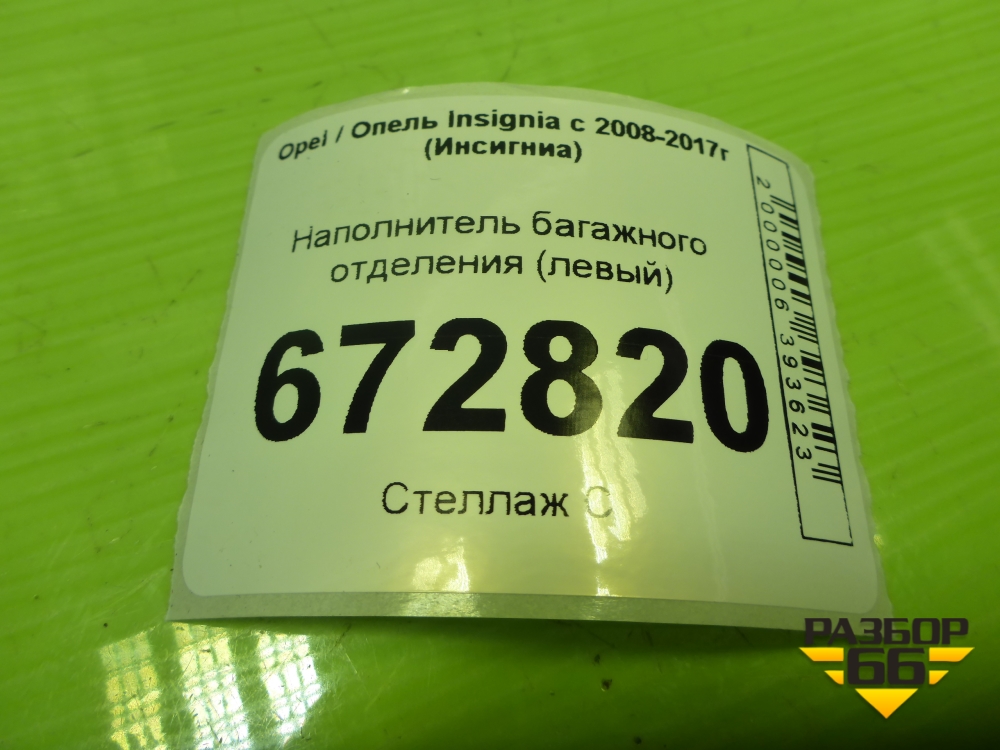 Opel / Опель Insignia с 2008-2017г
(Инсигниа)
Наполнитель багажного
отделения (левый)
672820
Стеллаж С
2000006393623
РАЗБОР
66